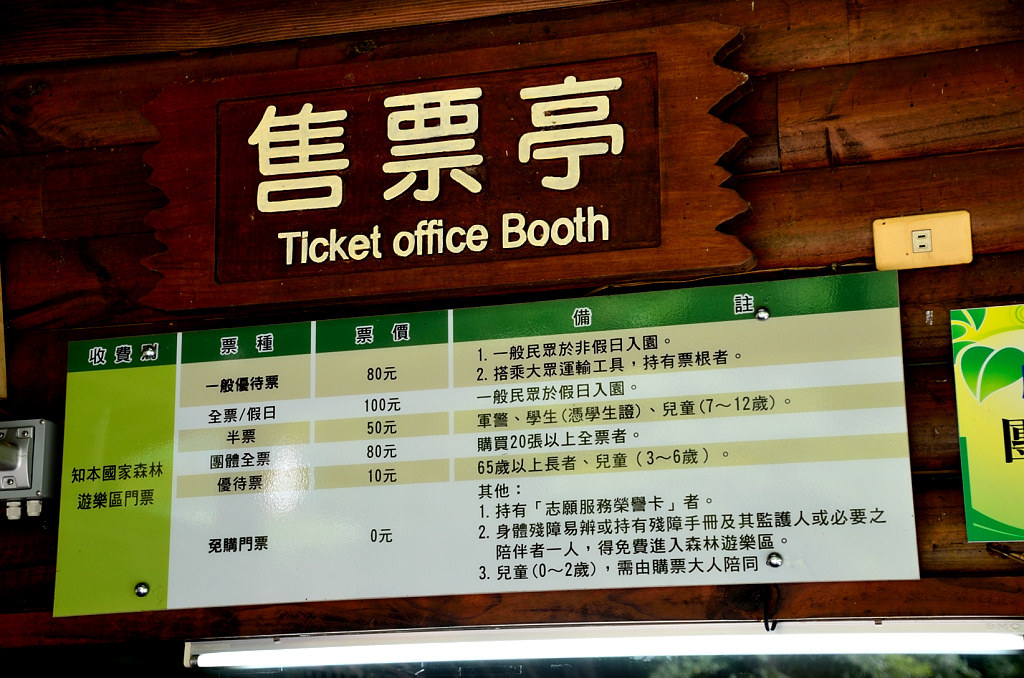 售票亭
Ticket office Booth
收費別 票種 票價 備註
知本國家森林
遊樂區門票
一般優待票 80元
1. 一般民眾於非假日入園。
2. 搭乘大眾運輸工具，持有票根者。
全票/假日 100元 一般民眾於假日入園。
半票 50元 軍警、學生(憑學生證)、兒童(7～12歲)。
團體全票 80元 購買20張以上全票者。
優待票 10元 65歲以上長者、兒童（3～6歲）。
免購門票 0元
其他：
1. 持有「志願服務榮譽卡」者。
2. 身體殘障易辨或持有殘障手冊及其監護人或必要之
陪伴者一人，得免費進入森林遊樂區。
3. 兒童(0～2歲)，需由購票大人陪同